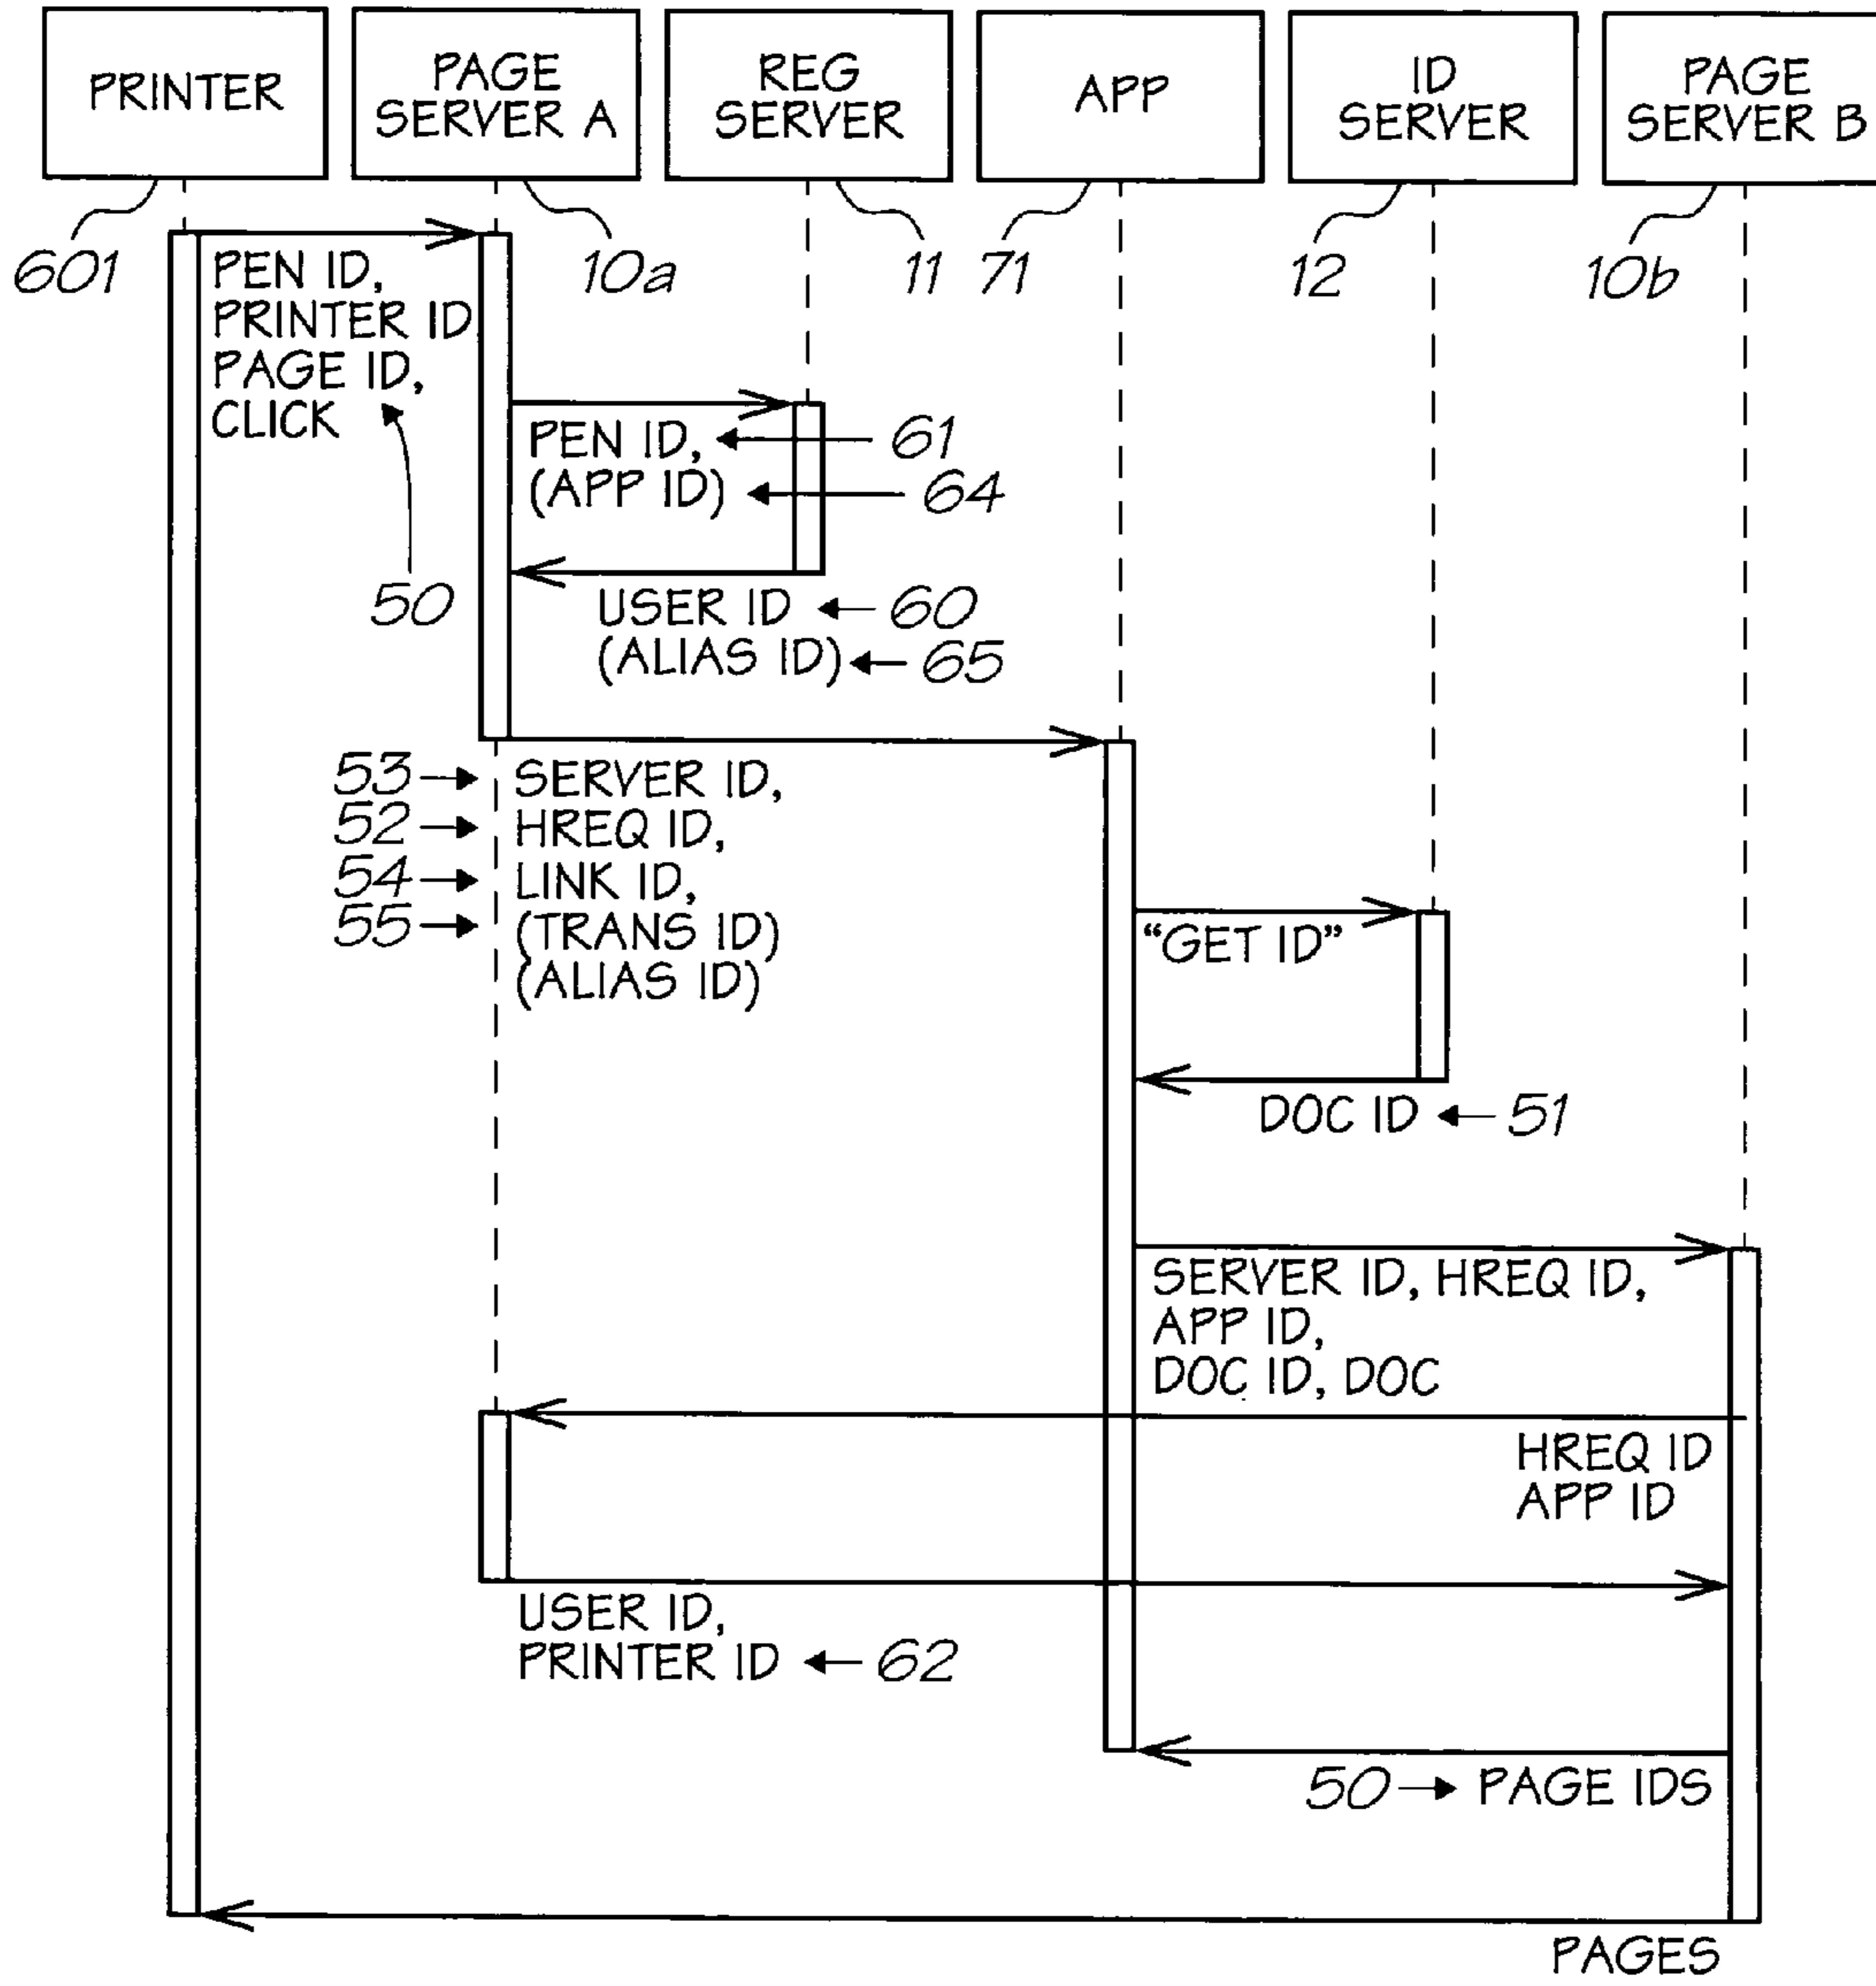 PRINTER
PAGE
SERVER A
REG
SERVER
APP
ID
SERVER
PAGE
SERVER B
601
10a
11
71
12
10b
PEN ID,
PRINTER ID
PAGE ID,
CLICK
50
PEN ID,
61
(APP ID)
64
USER ID
60
(ALIAS ID)
65
53
SERVER ID,
52
HREQ ID,
54
LINK ID,
55
(TRANS ID)
(ALIAS ID)
"GET ID"
DOC ID
51
SERVER ID, HREQ ID,
APP ID,
DOC ID, DOC
HREQ ID
APP ID
USER ID,
PRINTER ID
62
50
PAGE IDS
PAGES